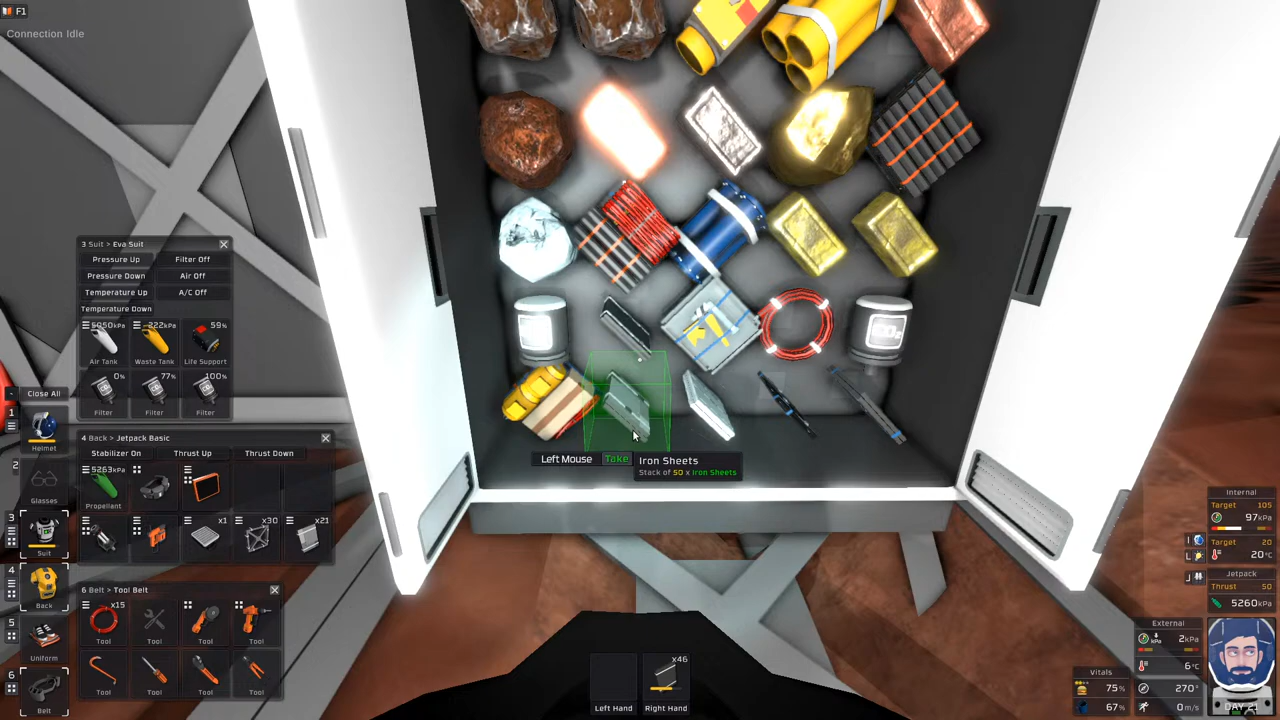 F1
Connection Idle
3 Suit > Eva Suit
Pressure Up
Filter Off
Pressure Down
Air Off
Temperature Up
A/C Off
Temperature Down
222kPa
59%
Air Tank
Waste Tank
Life Support
0%
77%
100%
Filter
Filter
Filter
Close All
1
Helmet
2
Glasses
3
Suit
4
Back
5
Uniform
6
Belt
4 Back > Jetpack Basic
Stabilizer On
Thrust Up
Thrust Down
5263kPa
Propellant
x1
x30
x21
6 Belt > Tool Belt
x15
Tool
Tool
Tool
Tool
Tool
Tool
Tool
Tool
Left Mouse
Take
Iron Sheets
Stack of 50 x Iron Sheets
x46
Left Hand
Right Hand
Internal
Target 105
97kPa
Target 20
20°C
Jetpack
Thrust 50
5260kPa
External
kPa
2kPa
6°C
Vitals
75%
270°
67%
0m/s
DAY 21